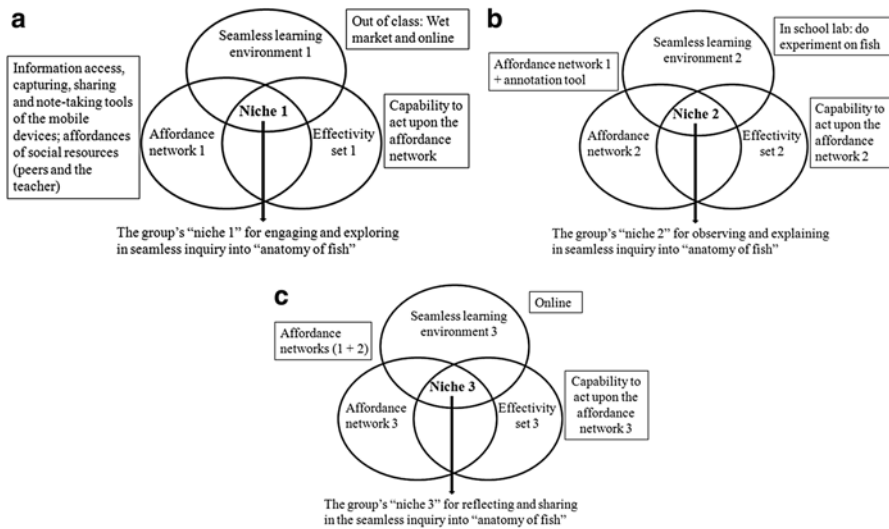 a
Seamless learning
environment 1
Out of class: Wet
market and online
Information access,
capturing, sharing
and note-taking tools
of the mobile
devices; affordances
of social resources
(peers and the
teacher)
Niche 1
Affordance
network 1
Effectivity
set 1
Capability to
act upon the
affordance
network
The group's “niche 1” for engaging and exploring
in seamless inquiry into “anatomy of fish”
b
Seamless learning
environment 2
In school lab: do
experiment on fish
Affordance network 1
+ annotation tool
Niche 2
Affordance
network 2
Effectivity
set 2
Capability to
act upon the
affordance
network 2
The group's “niche 2” for observing and explaining
in seamless inquiry into “anatomy of fish”
c
Seamless learning
environment 3
Online
Affordance
networks (1 + 2)
Niche 3
Affordance
network 3
Effectivity
set 3
Capability to
act upon the
affordance
network 3
The group's “niche 3” for reflecting and sharing
in the seamless inquiry into “anatomy of fish”